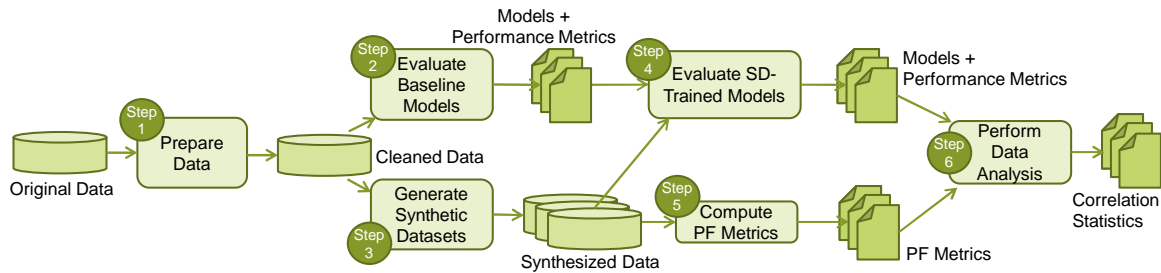 Original Data
Step
1
Prepare
Data
Cleaned Data
Step
2
Evaluate
Baseline
Models
Models +
Performance Metrics
Step
3
Generate
Synthetic
Datasets
Synthesized Data
Step
4
Evaluate SD-
Trained Models
Models +
Performance Metrics
Step
5
Compute
PF Metrics
PF Metrics
Step
6
Perform
Data
Analysis
Correlation
Statistics